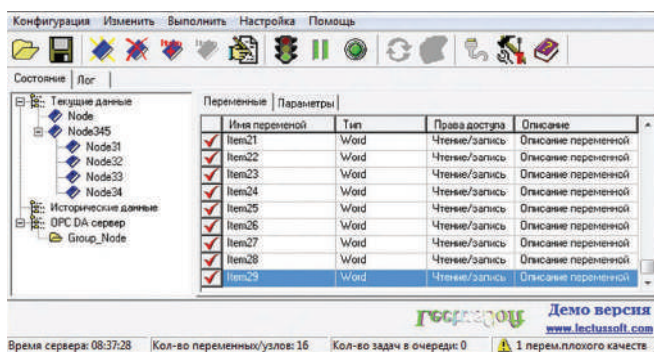 Конфигурация Изменить Выполнить Настройка Помощь
Состояние Лог
Текущие данные
Node
Node345
Node31
Node32
Node33
Node34
Исторические данные
OPC DA сервер
Group_Node
Переменные Параметры
Имя переменой Тип Права доступа Описание
Item21 Word Чтение/запись Описание переменной
Item22 Word Чтение/запись Описание переменной
Item23 Word Чтение/запись Описание переменной
Item24 Word Чтение/запись Описание переменной
Item25 Word Чтение/запись Описание переменной
Item26 Word Чтение/запись Описание переменной
Item27 Word Чтение/запись Описание переменной
Item28 Word Чтение/запись Описание переменной
Item29 Word Чтение/запись Описание переменной
Демо версия
www.lectussoft.com
Время сервера: 08:37:28 Кол-во переменных/узлов: 16 Кол-во задач в очереди: 0 1 перем.плохого качеств